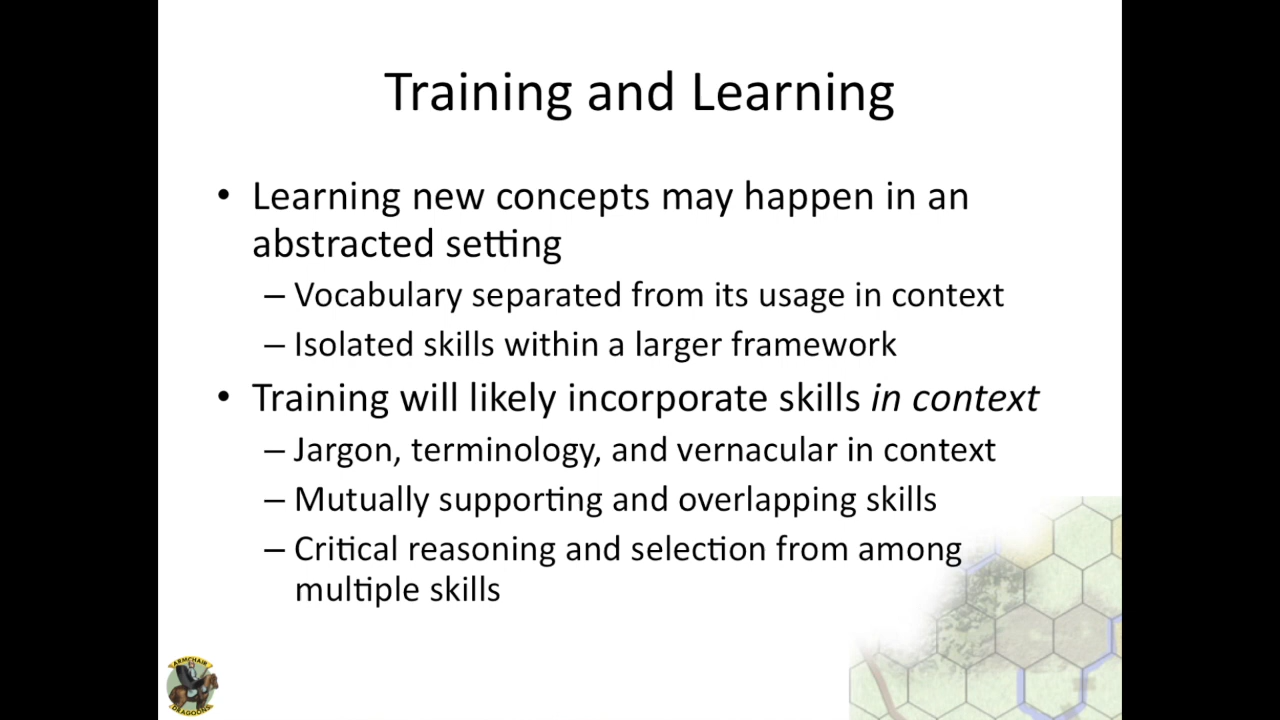 Training and Learning
• Learning new concepts may happen in an
abstracted setting
– Vocabulary separated from its usage in context
– Isolated skills within a larger framework
• Training will likely incorporate skills in context
– Jargon, terminology, and vernacular in context
– Mutually supporting and overlapping skills
– Critical reasoning and selection from among
multiple skills
ARMCHAIR
DRAGOONS